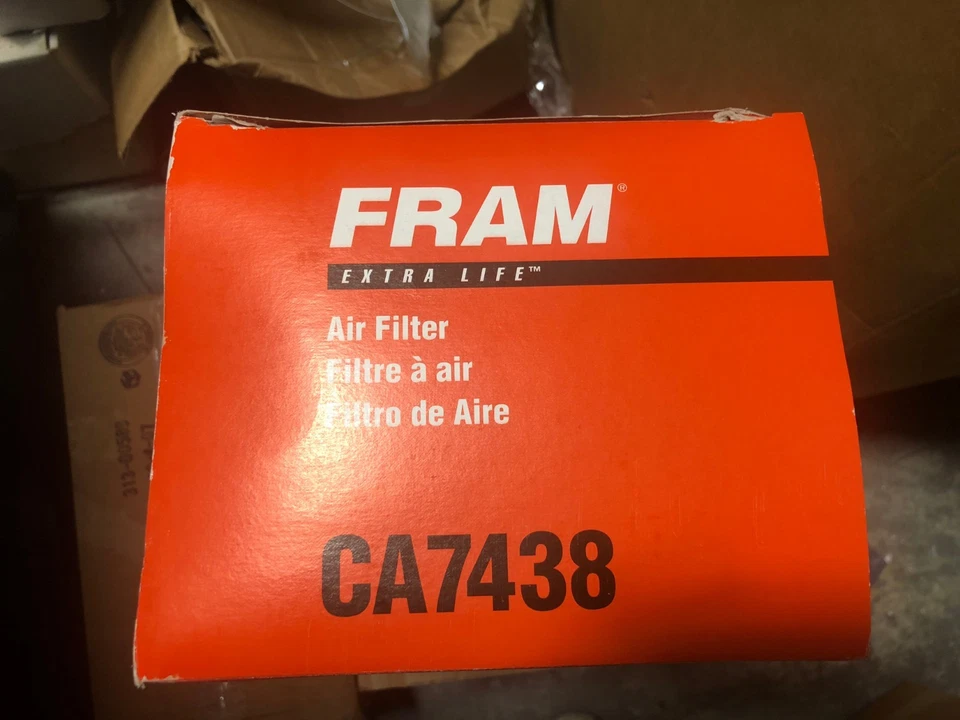 FRAM®
EXTRA LIFE™
Air Filter
Filtre à air
Filtro de Aire
CA7438